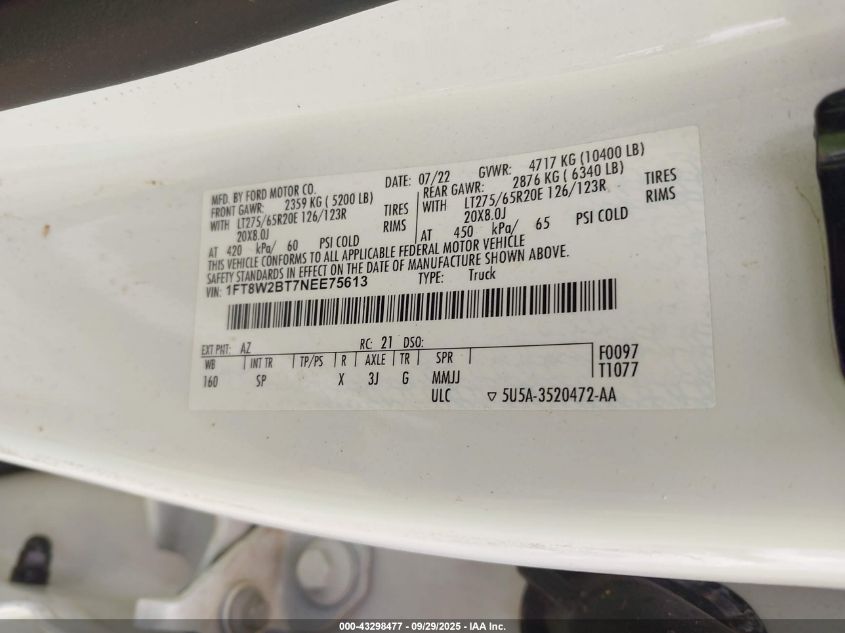 MFD. BY FORD MOTOR CO. DATE: 07/22 GVWR: 4717 KG (10400 LB)
FRONT GAWR: 2359 KG ( 5200 LB) REAR GAWR: 2876 KG ( 6340 LB)
WITH LT275/65R20E 126/123R TIRES WITH LT275/65R20E 126/123R TIRES
20X8.0J RIMS 20X8.0J RIMS
AT 420 kPa/ 60 PSI COLD AT 450 kPa/ 65 PSI COLD
THIS VEHICLE CONFORMS TO ALL APPLICABLE FEDERAL MOTOR VEHICLE
SAFETY STANDARDS IN EFFECT ON THE DATE OF MANUFACTURE SHOWN ABOVE.
VIN: 1FT8W2BT7NEE75613 TYPE: Truck
EXT PNT: AZ RC: 21 DSO:
WB INT TR TP/PS R AXLE TR SPR F0097
160 SP X 3J G MMJJ T1077
ULC ▽ 5U5A-3520472-AA
000-43298477 - 09/29/2025 - IAA Inc.